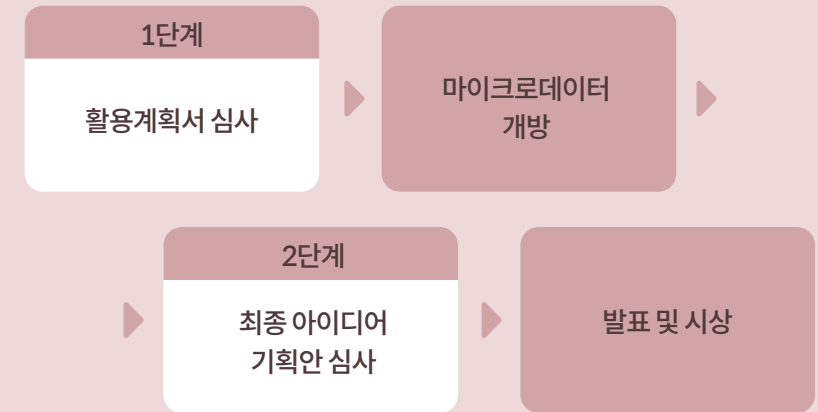 1단계
활용계획서 심사
마이크로데이터
개방
2단계
최종 아이디어
기획안 심사
발표 및 시상